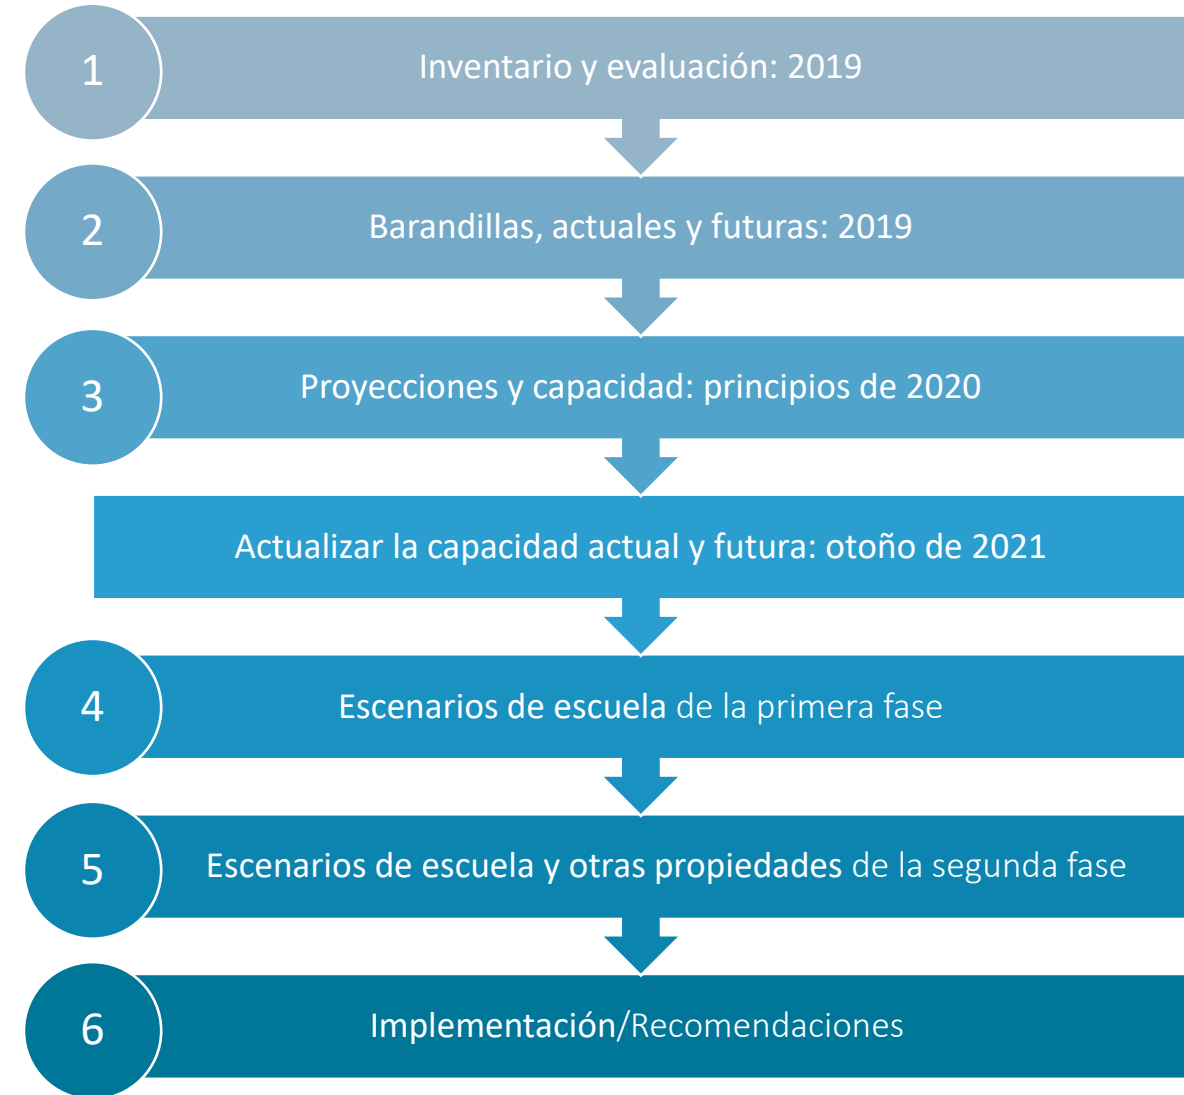 1
Inventario y evaluación: 2019
2
Barandillas, actuales y futuras: 2019
3
Proyecciones y capacidad: principios de 2020
Actualizar la capacidad actual y futura: otoño de 2021
4
Escenarios de escuela de la primera fase
5
Escenarios de escuela y otras propiedades de la segunda fase
6
Implementación/Recomendaciones